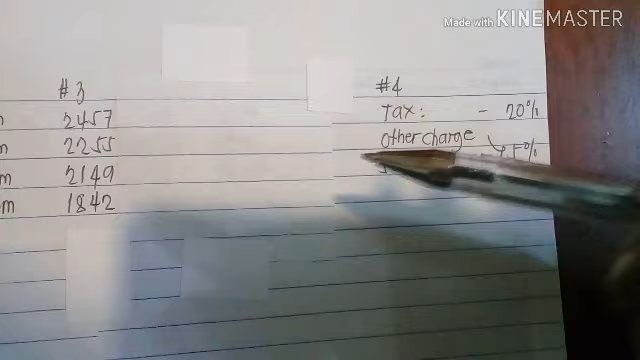 Made with KINEMASTER
#3
2457
2255
2149
1842
m
m
#4
Tax: - 20%
Other charge